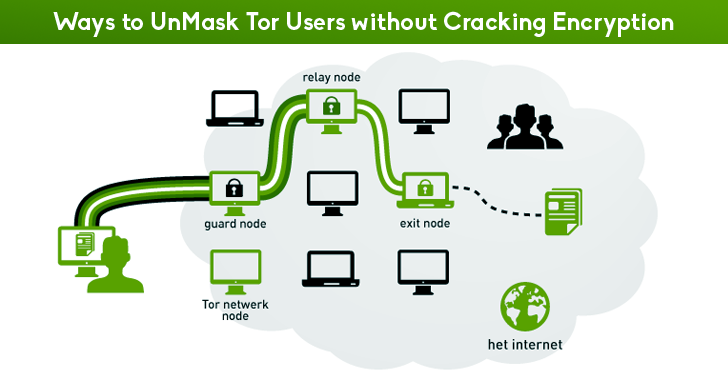 Ways to UnMask Tor Users without Cracking Encryption
relay node
guard node
exit node
Tor netwerk
node
het internet